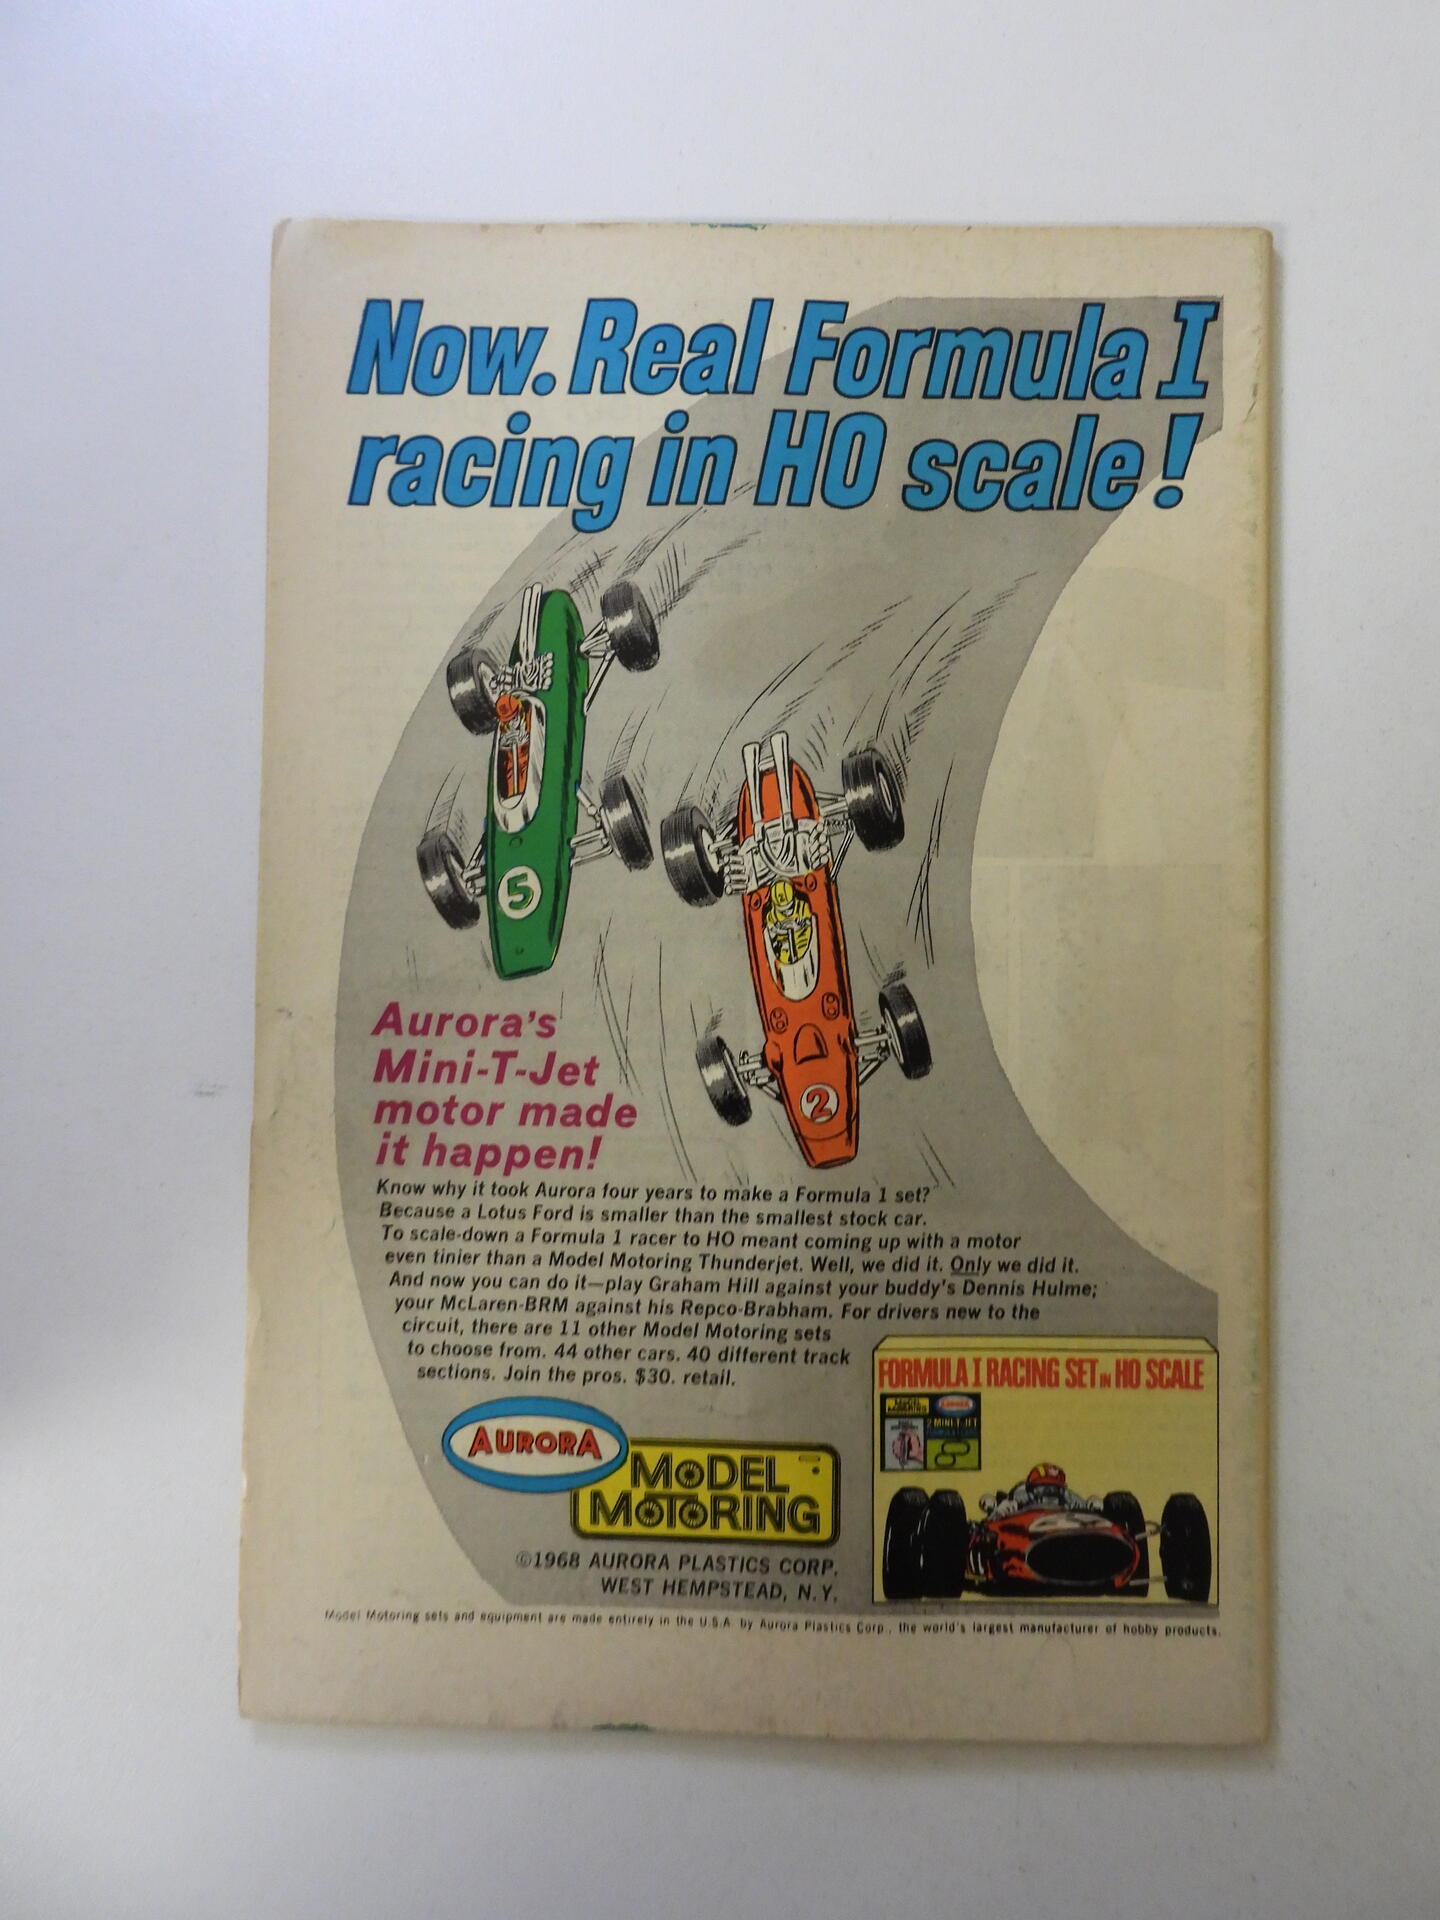 Now. Real Formula I
racing in HO scale!
5
2
Aurora's
Mini-T-Jet
motor made
it happen!
Know why it took Aurora four years to make a Formula 1 set?
Because a Lotus Ford is smaller than the smallest stock car.
To scale-down a Formula 1 racer to HO meant coming up with a motor
even tinier than a Model Motoring Thunderjet. Well, we did it. Only we did it.
And now you can do it—play Graham Hill against your buddy's Dennis Hulme;
your McLaren-BRM against his Repco-Brabham. For drivers new to the
circuit, there are 11 other Model Motoring sets
to choose from. 44 other cars. 40 different track
sections. Join the pros. $30. retail.
FORMULA I RACING SET IN HO SCALE
MODEL MOTORING
AURORA
2 MINI-T-JET
AURORA
MODEL
MOTORING
©1968 AURORA PLASTICS CORP.
WEST HEMPSTEAD, N.Y.
Model Motoring sets and equipment are made entirely in the U.S.A. by Aurora Plastics Corp., the world's largest manufacturer of hobby products.